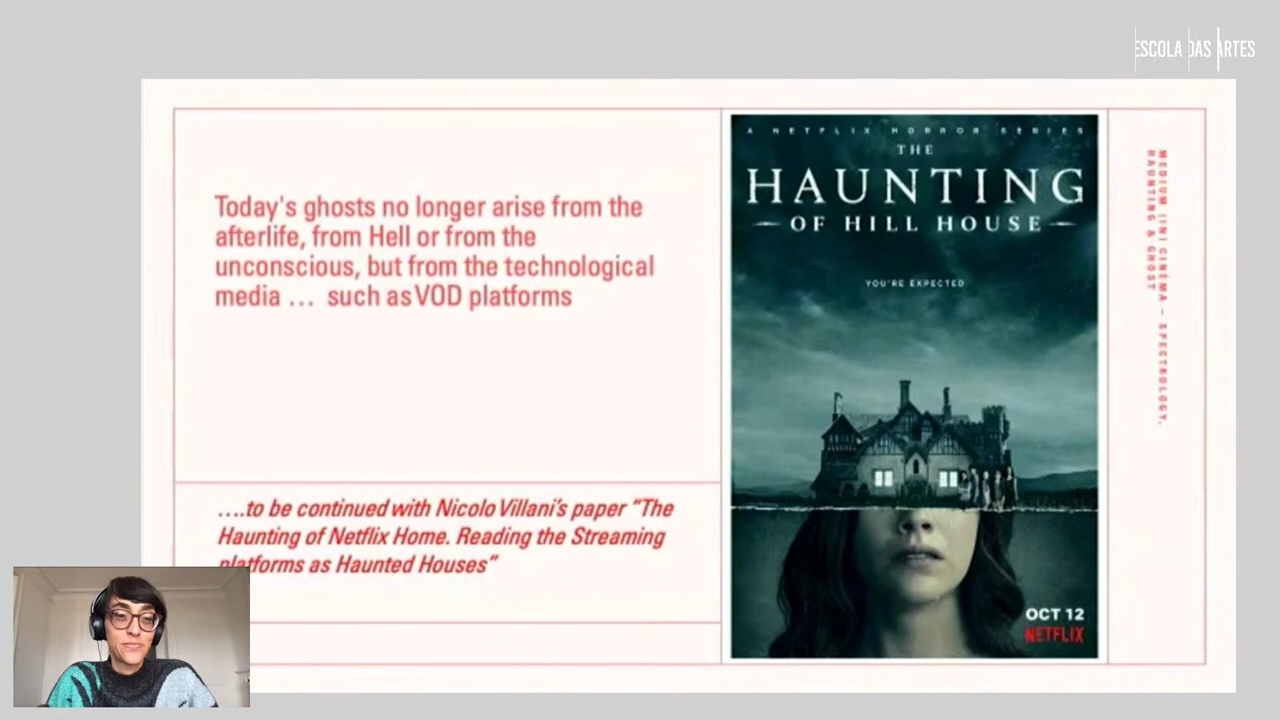 ESCOLA DAS ARTES
Today's ghosts no longer arise from the
afterlife, from Hell or from the
unconscious, but from the technological
media … such as VOD platforms
….to be continued with Nicolo Villani's paper “The
Haunting of Netflix Home. Reading the Streaming
platforms as Haunted Houses”
A NETFLIX HORROR SERIES
THE
HAUNTING
OF HILL HOUSE
YOU'RE EXPECTED
OCT 12
NETFLIX
MEDIUM (IN) CINEMA – SPECTROLOGY,
HAUNTING & GHOST